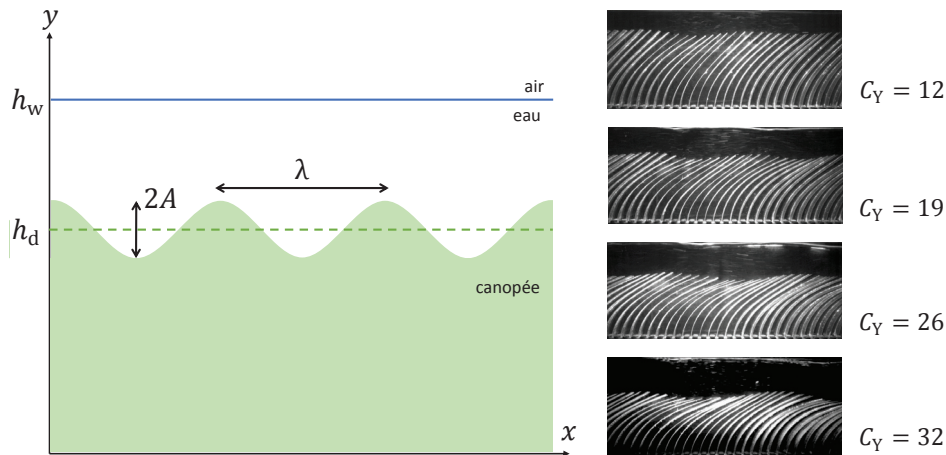 y
h_w
air
eau
λ
2A
h_d
canopée
x
C_Y = 12
C_Y = 19
C_Y = 26
C_Y = 32